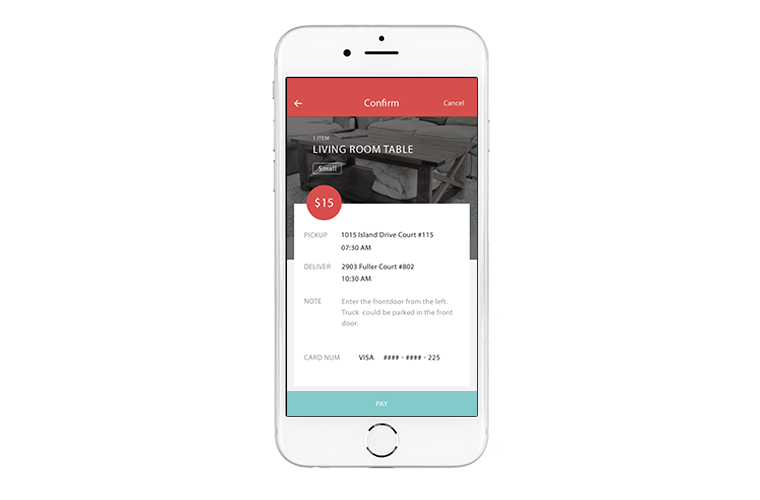 Confirm
Cancel
1 ITEM
LIVING ROOM TABLE
Small
$15
PICKUP 1015 Island Drive Court #115
07:30 AM
DELIVER 2903 Fuller Court #802
10:30 AM
NOTE Enter the frontdoor from the left.
Truck could be parked in the front
door.
CARD NUM VISA #### - #### - 225
PAY